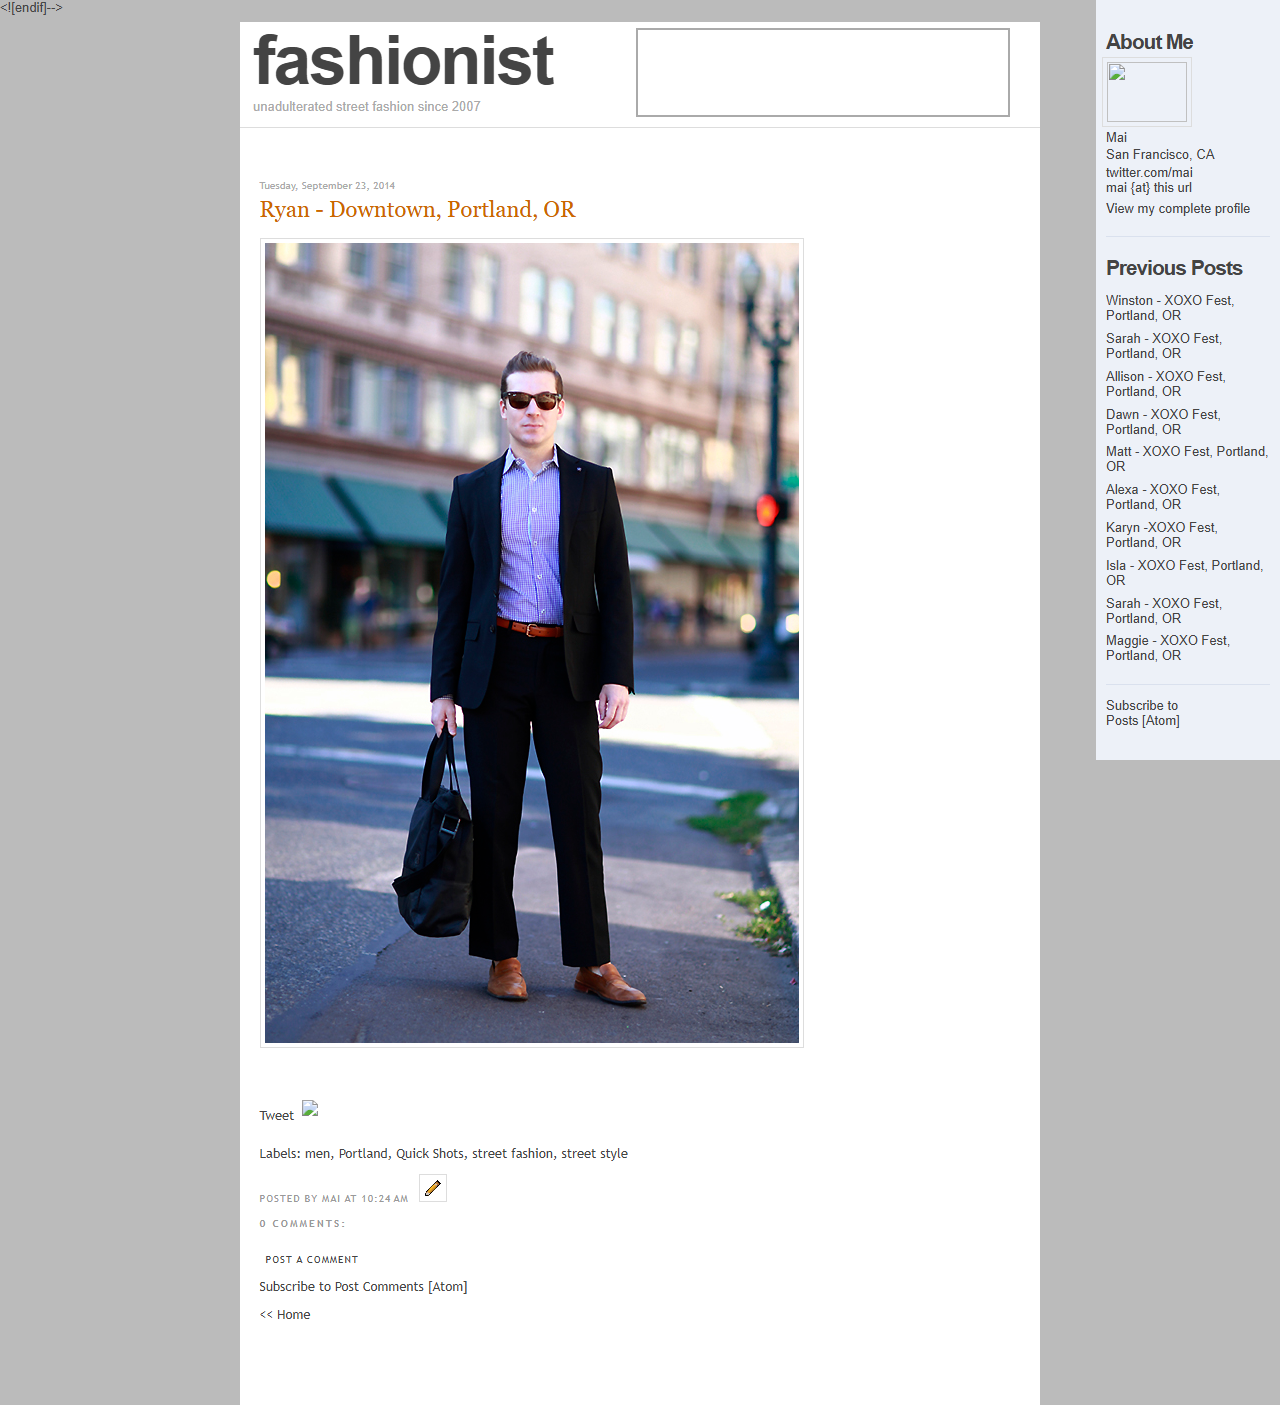 <![endif]-->
fashionist
unadulterated street fashion since 2007
Tuesday, September 23, 2014
Ryan - Downtown, Portland, OR
Tweet
Labels: men, Portland, Quick Shots, street fashion, street style
POSTED BY MAI AT 10:24 AM
0 COMMENTS:
POST A COMMENT
Subscribe to Post Comments [Atom]
<< Home
About Me
Mai
San Francisco, CA
twitter.com/mai
mai {at} this url
View my complete profile
Previous Posts
Winston - XOXO Fest,
Portland, OR
Sarah - XOXO Fest,
Portland, OR
Allison - XOXO Fest,
Portland, OR
Dawn - XOXO Fest,
Portland, OR
Matt - XOXO Fest, Portland,
OR
Alexa - XOXO Fest,
Portland, OR
Karyn -XOXO Fest,
Portland, OR
Isla - XOXO Fest, Portland,
OR
Sarah - XOXO Fest,
Portland, OR
Maggie - XOXO Fest,
Portland, OR
Subscribe to
Posts [Atom]